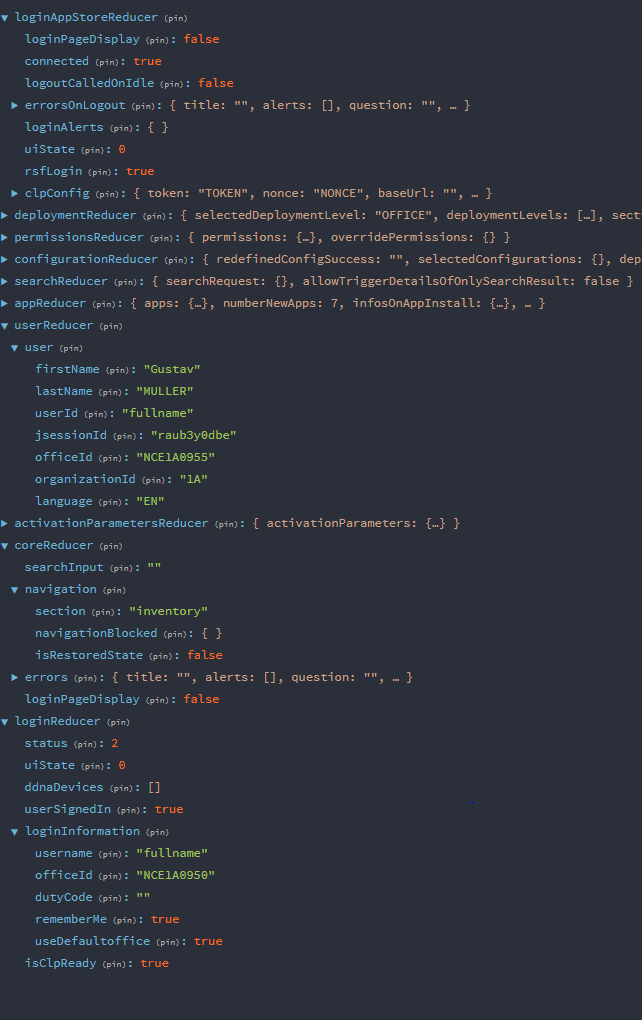 ▼ loginAppStoreReducer (pin)
loginPageDisplay (pin): false
connected (pin): true
logoutCalledOnIdle (pin): false
▶ errorsOnLogout (pin): { title: "", alerts: [], question: "", … }
loginAlerts (pin): { }
uiState (pin): 0
rsfLogin (pin): true
▶ clpConfig (pin): { token: "TOKEN", nonce: "NONCE", baseUrl: "", … }
▶ deploymentReducer (pin): { selectedDeploymentLevel: "OFFICE", deploymentLevels: […], sect
▶ permissionsReducer (pin): { permissions: {…}, overridePermissions: {} }
▶ configurationReducer (pin): { redefinedConfigSuccess: "", selectedConfigurations: {}, dep
▶ searchReducer (pin): { searchRequest: {}, allowTriggerDetailsOfOnlySearchResult: false }
▶ appReducer (pin): { apps: {…}, numberNewApps: 7, infosOnAppInstall: {…}, … }
▼ userReducer (pin)
▼ user (pin)
firstName (pin): "Gustav"
lastName (pin): "MULLER"
userId (pin): "fullname"
jsessionId (pin): "raub3y0dbe"
officeId (pin): "NCE1A0955"
organizationId (pin): "1A"
language (pin): "EN"
▶ activationParametersReducer (pin): { activationParameters: {…} }
▼ coreReducer (pin)
searchInput (pin): ""
▼ navigation (pin)
section (pin): "inventory"
navigationBlocked (pin): { }
isRestoredState (pin): false
▶ errors (pin): { title: "", alerts: [], question: "", … }
loginPageDisplay (pin): false
▼ loginReducer (pin)
status (pin): 2
uiState (pin): 0
ddnaDevices (pin): []
userSignedIn (pin): true
▼ loginInformation (pin)
username (pin): "fullname"
officeId (pin): "NCE1A0950"
dutyCode (pin): ""
rememberMe (pin): true
useDefaultoffice (pin): true
isClpReady (pin): true